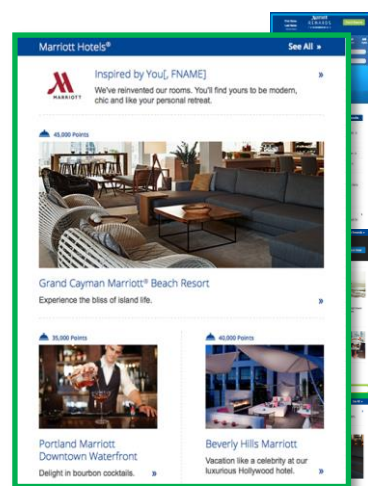 Marriott
REWARDS
Marriott Hotels® See All »
Inspired by You[, FNAME] »
We've reinvented our rooms. You'll find yours to be modern,
chic and like your personal retreat.
MARRIOTT
45,000 Points
Grand Cayman Marriott® Beach Resort
Experience the bliss of island life. »
35,000 Points
Portland Marriott
Downtown Waterfront
Delight in bourbon cocktails. »
40,000 Points
Beverly Hills Marriott
Vacation like a celebrity at our
luxurious Hollywood hotel. »